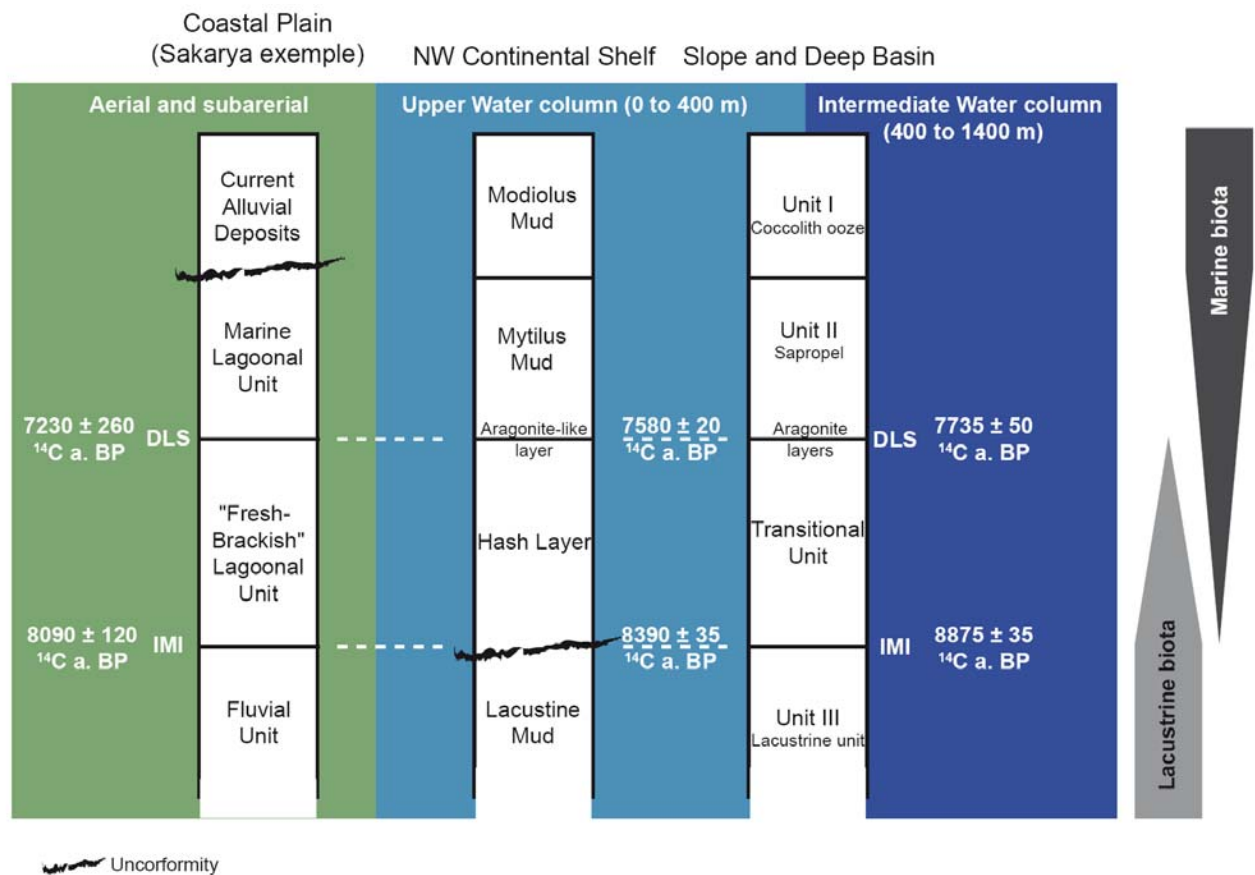 Coastal Plain
(Sakarya exemple)
NW Continental Shelf
Slope and Deep Basin
Aerial and subarerial
Upper Water column (0 to 400 m)
Intermediate Water column
(400 to 1400 m)
Current
Alluvial
Deposits
Modiolus
Mud
Unit I
Coccolith ooze
Marine
Lagoonal
Unit
Mytilus
Mud
Unit II
Sapropel
7230 ± 260
¹⁴C a. BP
DLS
Aragonite-like
layer
7580 ± 20
¹⁴C a. BP
Aragonite
layers
DLS
7735 ± 50
¹⁴C a. BP
"Fresh-
Brackish"
Lagoonal
Unit
Hash Layer
Transitional
Unit
8090 ± 120
¹⁴C a. BP
IMI
8390 ± 35
¹⁴C a. BP
IMI
8875 ± 35
¹⁴C a. BP
Fluvial
Unit
Lacustine
Mud
Unit III
Lacustrine unit
Marine biota
Lacustrine biota
Uncorformity